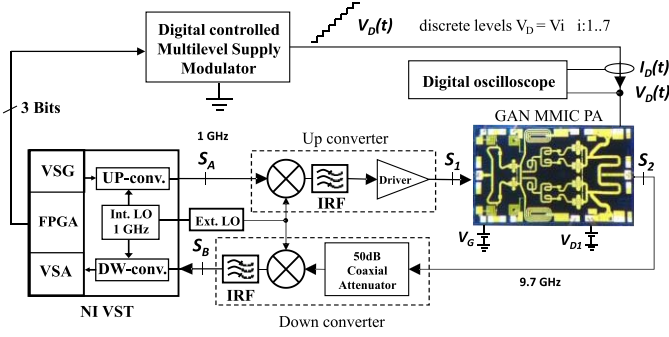 Digital controlled
Multilevel Supply
Modulator
V_D(t)
discrete levels V_D = Vi   i:1..7
Digital oscilloscope
I_D(t)
V_D(t)
3 Bits
GAN MMIC PA
1 GHz
Up converter
VSG
UP-conv.
S_A
IRF
Driver
S_1
S_2
FPGA
Int. LO
1 GHz
Ext. LO
V_G
V_D1
VSA
DW-conv.
S_B
IRF
50dB
Coaxial
Attenuator
9.7 GHz
NI VST
Down converter